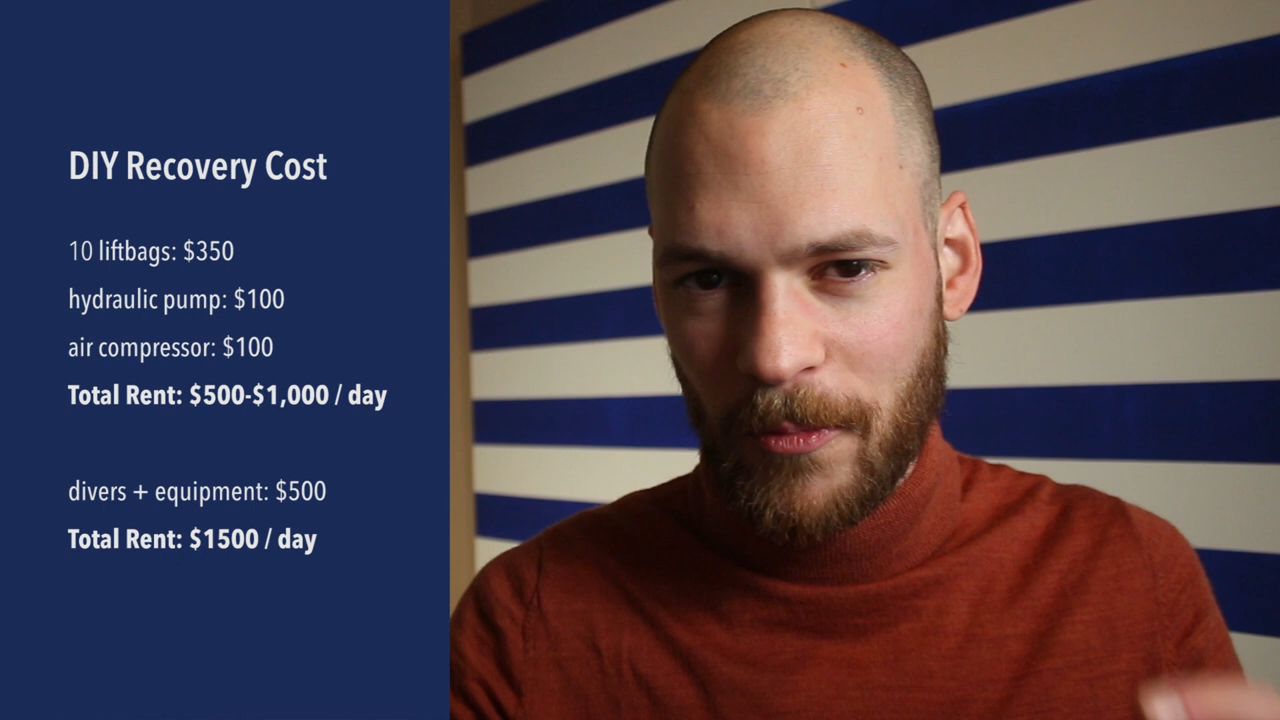 DIY Recovery Cost
10 liftbags: $350
hydraulic pump: $100
air compressor: $100
Total Rent: $500-$1,000 / day
divers + equipment: $500
Total Rent: $1500 / day